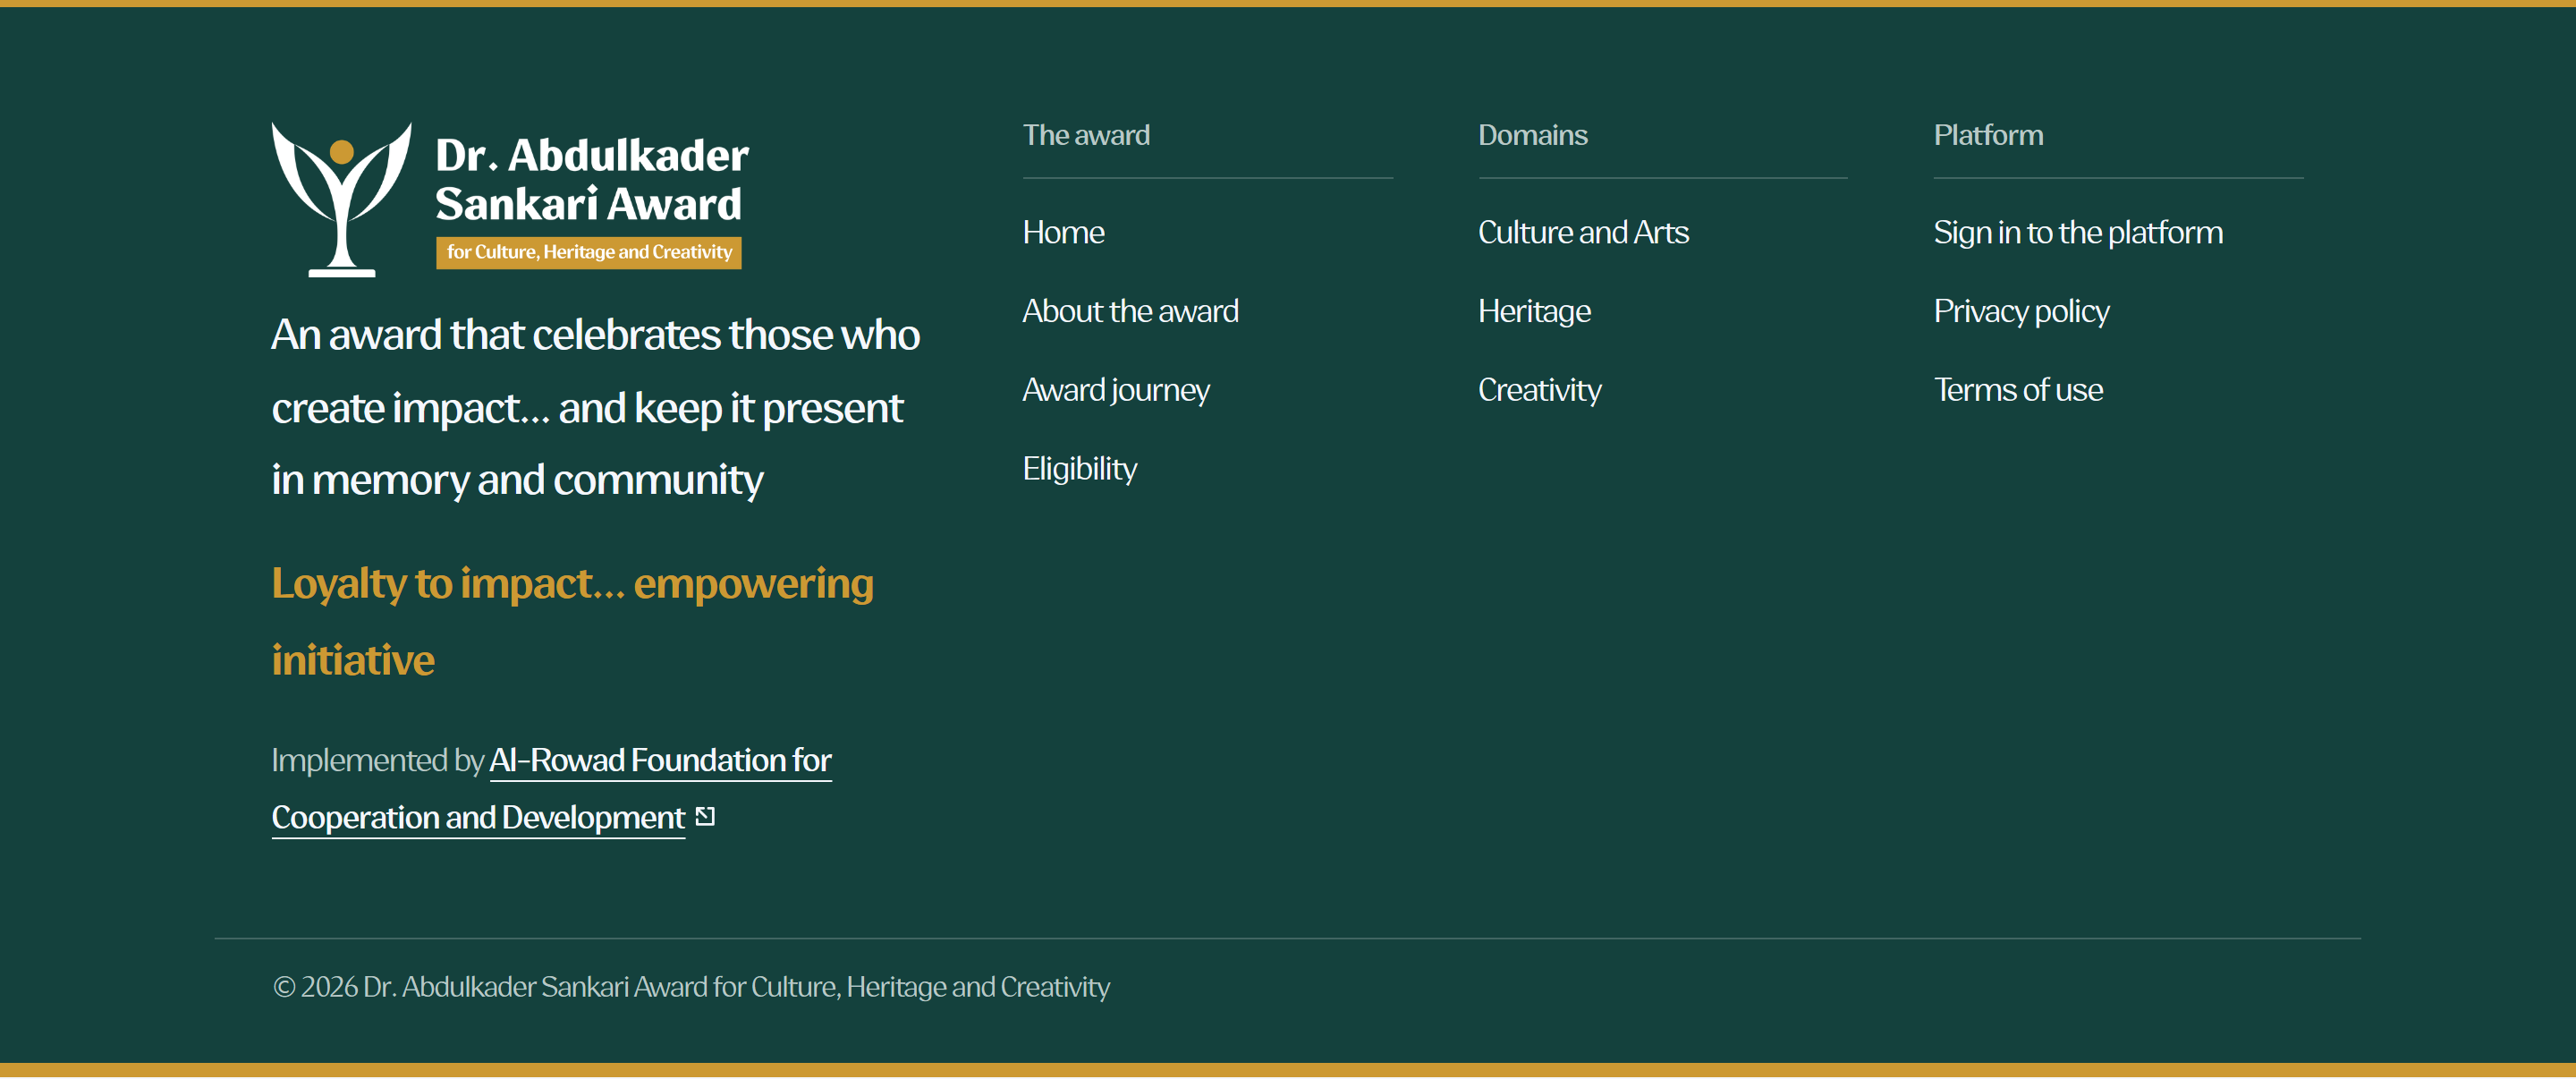 Dr. Abdulkader
Sankari Award
for Culture, Heritage and Creativity
An award that celebrates those who
create impact... and keep it present
in memory and community
Loyalty to impact... empowering
initiative
Implemented by Al-Rowad Foundation for
Cooperation and Development
The award
Home
About the award
Award journey
Eligibility
Domains
Culture and Arts
Heritage
Creativity
Platform
Sign in to the platform
Privacy policy
Terms of use
© 2026 Dr. Abdulkader Sankari Award for Culture, Heritage and Creativity